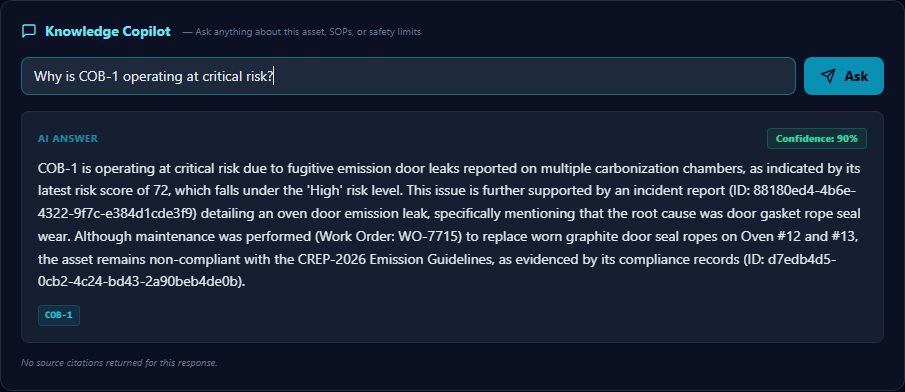 Knowledge Copilot — Ask anything about this asset, SOPs, or safety limits
Why is COB-1 operating at critical risk?
Ask
AI ANSWER
Confidence: 90%
COB-1 is operating at critical risk due to fugitive emission door leaks reported on multiple carbonization chambers, as indicated by its
latest risk score of 72, which falls under the 'High' risk level. This issue is further supported by an incident report (ID: 88180ed4-4b6e-
4322-9f7c-e384d1cde3f9) detailing an oven door emission leak, specifically mentioning that the root cause was door gasket rope seal
wear. Although maintenance was performed (Work Order: WO-7715) to replace worn graphite door seal ropes on Oven #12 and #13,
the asset remains non-compliant with the CREP-2026 Emission Guidelines, as evidenced by its compliance records (ID: d7edb4d5-
0cb2-4c24-bd43-2a90beb4de0b).
COB-1
No source citations returned for this response.